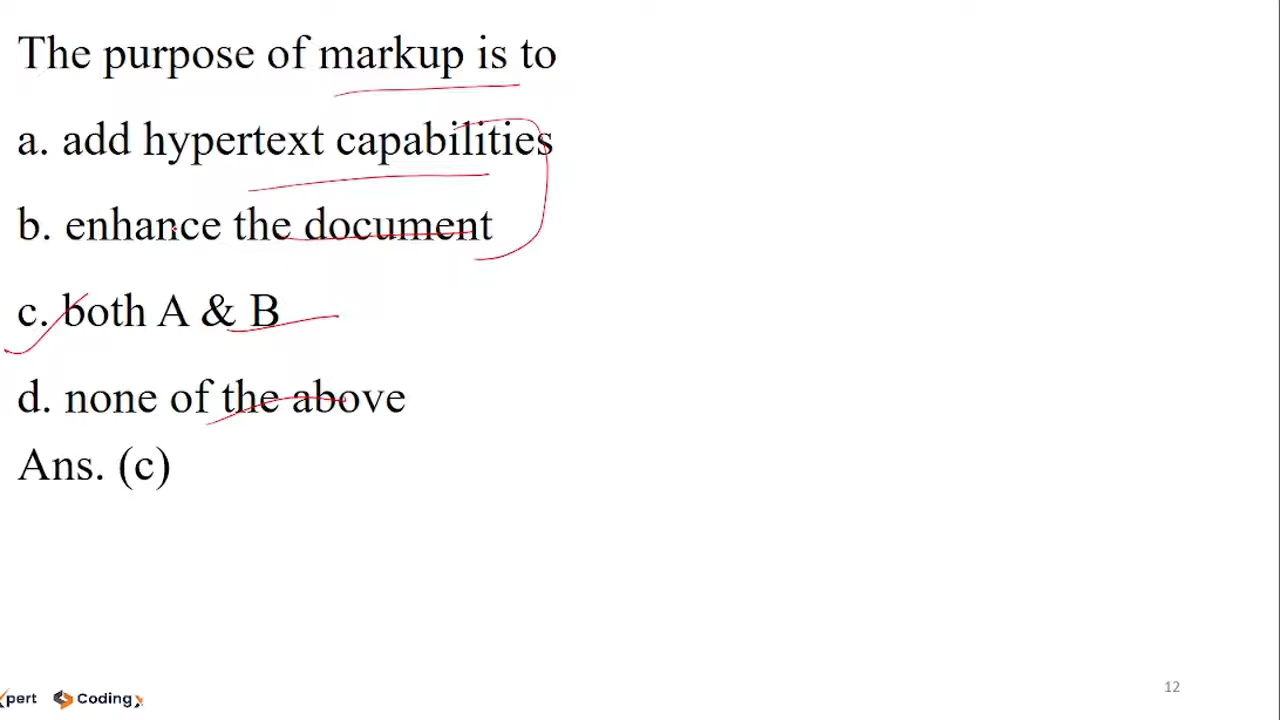 The purpose of markup is to
a. add hypertext capabilities
b. enhance the document
c. both A & B
d. none of the above
Ans. (c)
pert Coding
12